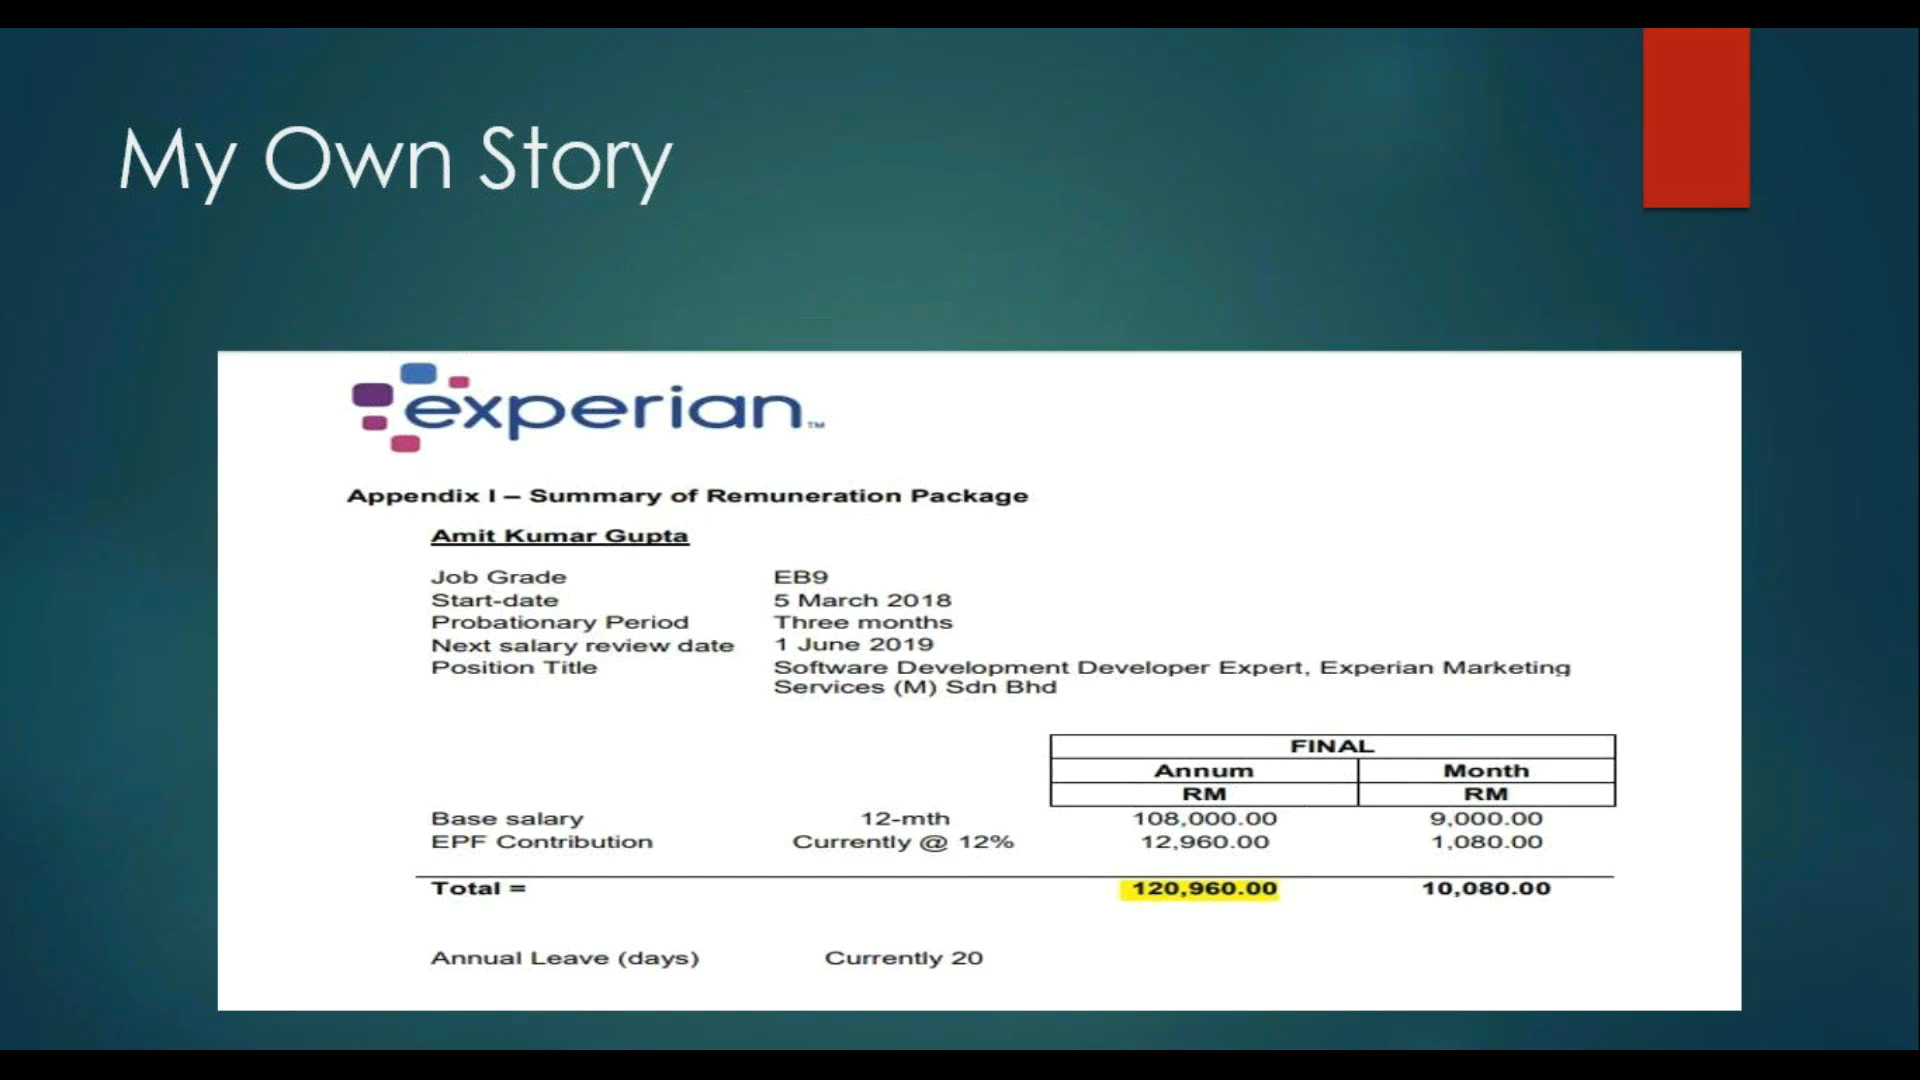 My Own Story
experian™
Appendix I – Summary of Remuneration Package
Amit Kumar Gupta
Job Grade EB9
Start-date 5 March 2018
Probationary Period Three months
Next salary review date 1 June 2019
Position Title Software Development Developer Expert, Experian Marketing
Services (M) Sdn Bhd
FINAL
Annum Month
RM RM
Base salary 12-mth 108,000.00 9,000.00
EPF Contribution Currently @ 12% 12,960.00 1,080.00
Total = 120,960.00 10,080.00
Annual Leave (days) Currently 20